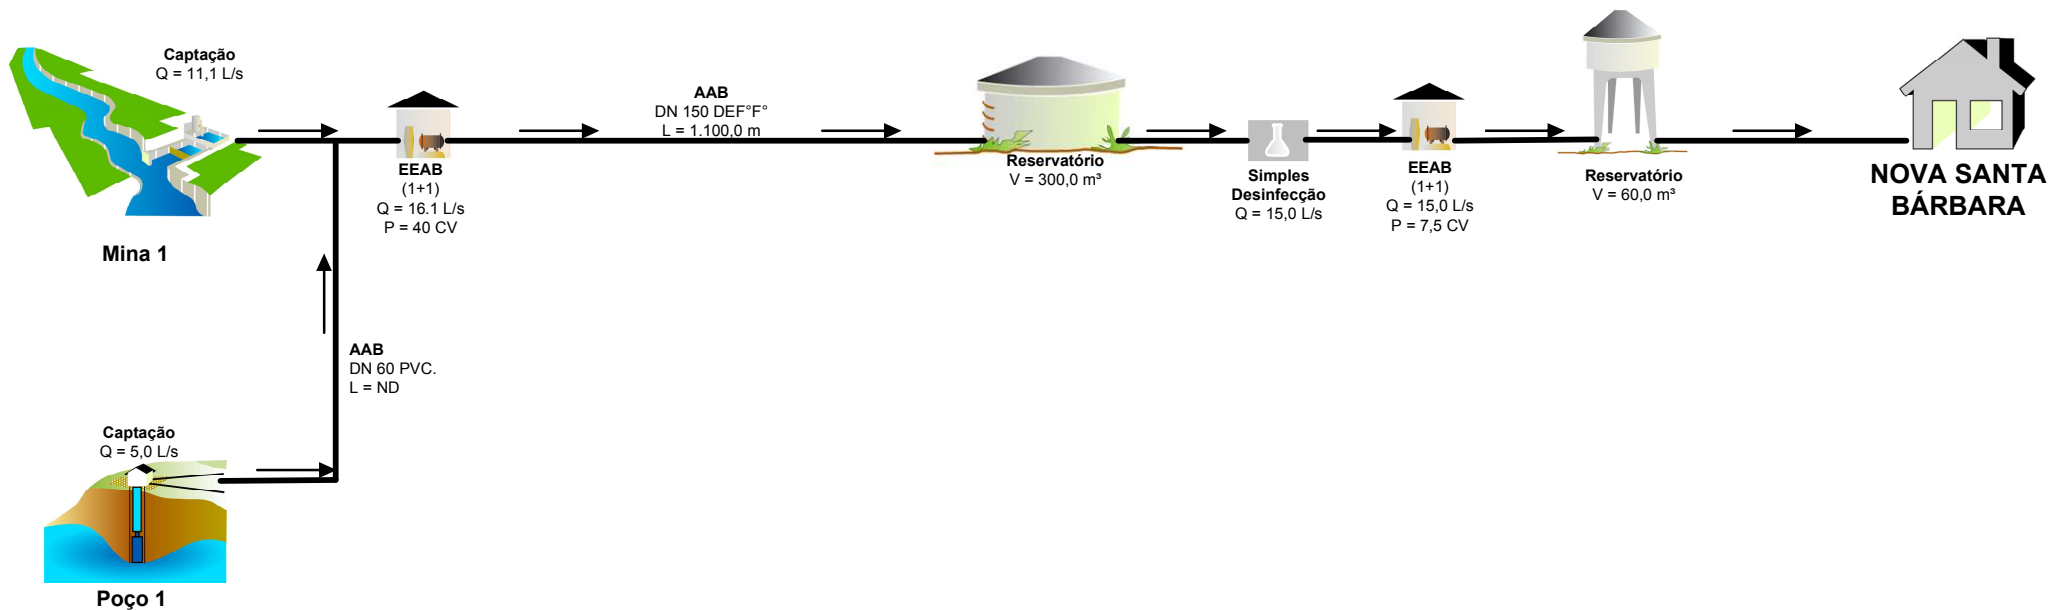 Captação
Q = 11,1 L/s
Mina 1
EEAB
(1+1)
Q = 16.1 L/s
P = 40 CV
AAB
DN 150 DEF°F°
L = 1.100,0 m
Reservatório
V = 300,0 m³
Simples
Desinfecção
Q = 15,0 L/s
EEAB
(1+1)
Q = 15,0 L/s
P = 7,5 CV
Reservatório
V = 60,0 m³
NOVA SANTA
BÁRBARA
AAB
DN 60 PVC.
L = ND
Captação
Q = 5,0 L/s
Poço 1